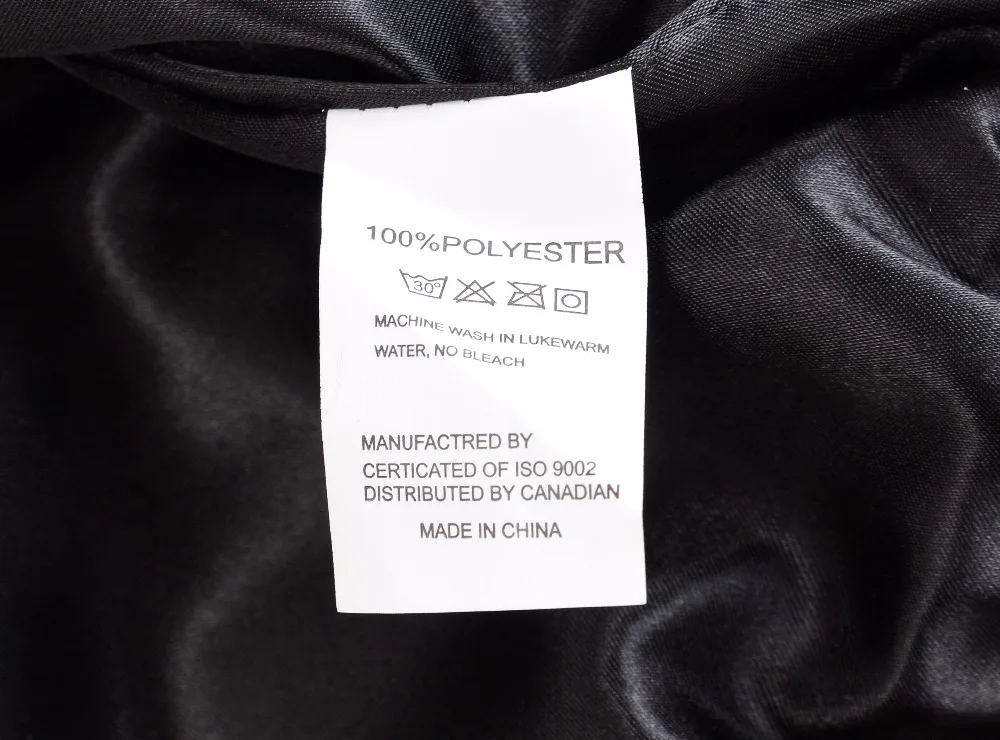 100%POLYESTER
30°
MACHINE WASH IN LUKEWARM
WATER, NO BLEACH
MANUFACTRED BY
CERTICATED OF ISO 9002
DISTRIBUTED BY CANADIAN
MADE IN CHINA